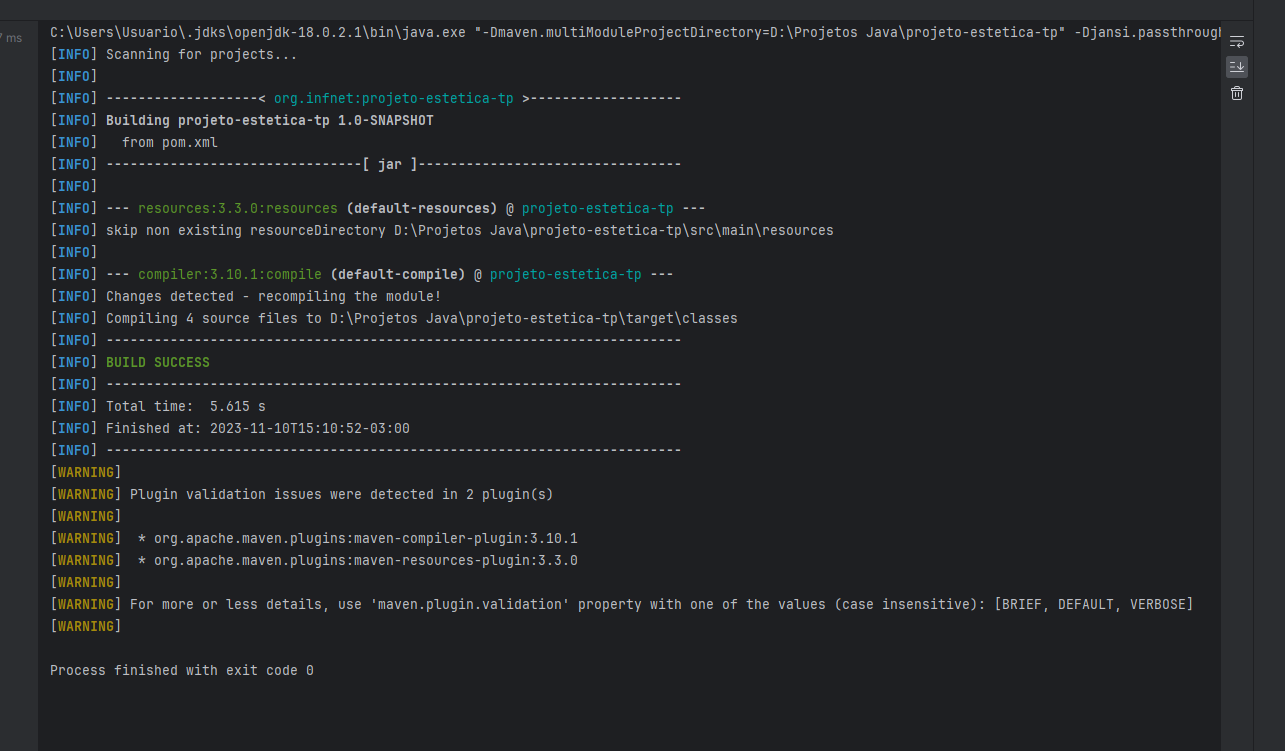 7 ms
C:\Users\Usuario\.jdks\openjdk-18.0.2.1\bin\java.exe "-Dmaven.multiModuleProjectDirectory=D:\Projetos Java\projeto-estetica-tp" -Djansi.passthrough
[INFO] Scanning for projects...
[INFO]
[INFO] -------------------< org.infnet:projeto-estetica-tp >-------------------
[INFO] Building projeto-estetica-tp 1.0-SNAPSHOT
[INFO]   from pom.xml
[INFO] --------------------------------[ jar ]---------------------------------
[INFO]
[INFO] --- resources:3.3.0:resources (default-resources) @ projeto-estetica-tp ---
[INFO] skip non existing resourceDirectory D:\Projetos Java\projeto-estetica-tp\src\main\resources
[INFO]
[INFO] --- compiler:3.10.1:compile (default-compile) @ projeto-estetica-tp ---
[INFO] Changes detected - recompiling the module!
[INFO] Compiling 4 source files to D:\Projetos Java\projeto-estetica-tp\target\classes
[INFO] ------------------------------------------------------------------------
[INFO] BUILD SUCCESS
[INFO] ------------------------------------------------------------------------
[INFO] Total time:  5.615 s
[INFO] Finished at: 2023-11-10T15:10:52-03:00
[INFO] ------------------------------------------------------------------------
[WARNING]
[WARNING] Plugin validation issues were detected in 2 plugin(s)
[WARNING]
[WARNING]  * org.apache.maven.plugins:maven-compiler-plugin:3.10.1
[WARNING]  * org.apache.maven.plugins:maven-resources-plugin:3.3.0
[WARNING]
[WARNING] For more or less details, use 'maven.plugin.validation' property with one of the values (case insensitive): [BRIEF, DEFAULT, VERBOSE]
[WARNING]
Process finished with exit code 0